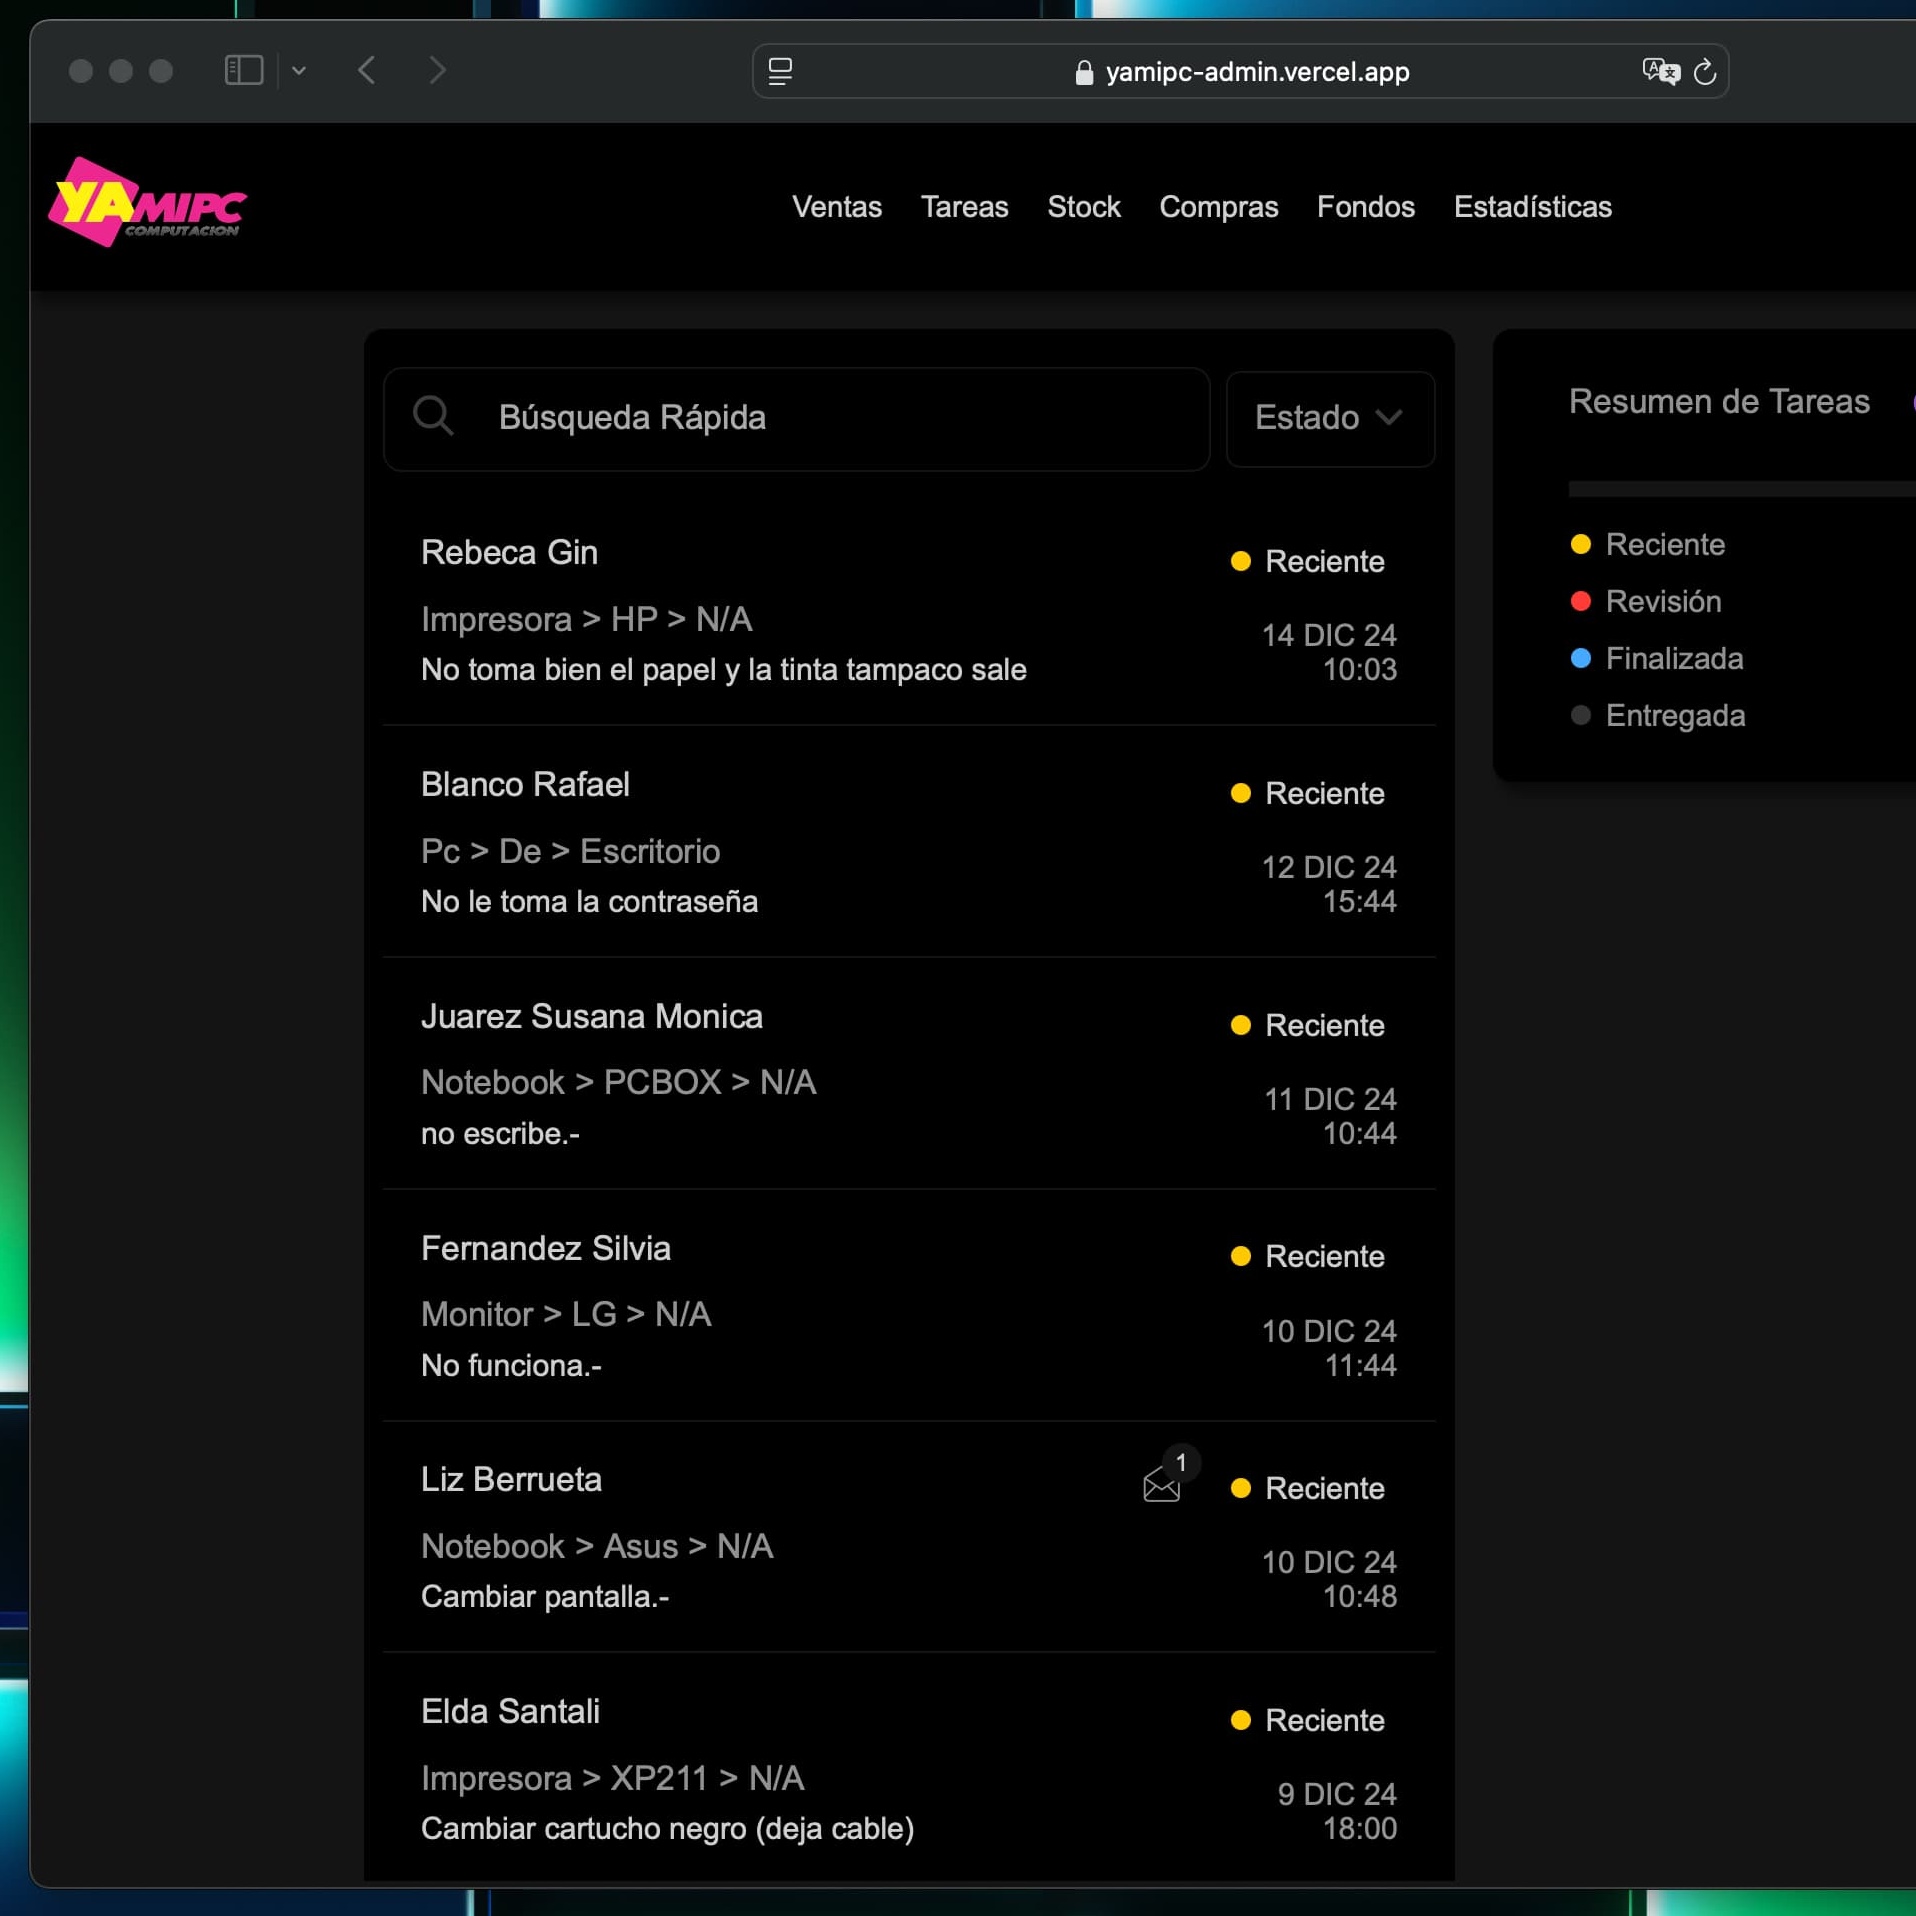 yamipc-admin.vercel.app
YAMIPC
COMPUTACION
Ventas Tareas Stock Compras Fondos Estadísticas
Búsqueda Rápida
Estado
Rebeca Gin
Reciente
Impresora > HP > N/A
14 DIC 24
No toma bien el papel y la tinta tampaco sale
10:03
Blanco Rafael
Reciente
Pc > De > Escritorio
12 DIC 24
No le toma la contraseña
15:44
Juarez Susana Monica
Reciente
Notebook > PCBOX > N/A
11 DIC 24
no escribe.-
10:44
Fernandez Silvia
Reciente
Monitor > LG > N/A
10 DIC 24
No funciona.-
11:44
Liz Berrueta
1
Reciente
Notebook > Asus > N/A
10 DIC 24
Cambiar pantalla.-
10:48
Elda Santali
Reciente
Impresora > XP211 > N/A
9 DIC 24
Cambiar cartucho negro (deja cable)
18:00
Resumen de Tareas
Reciente
Revisión
Finalizada
Entregada